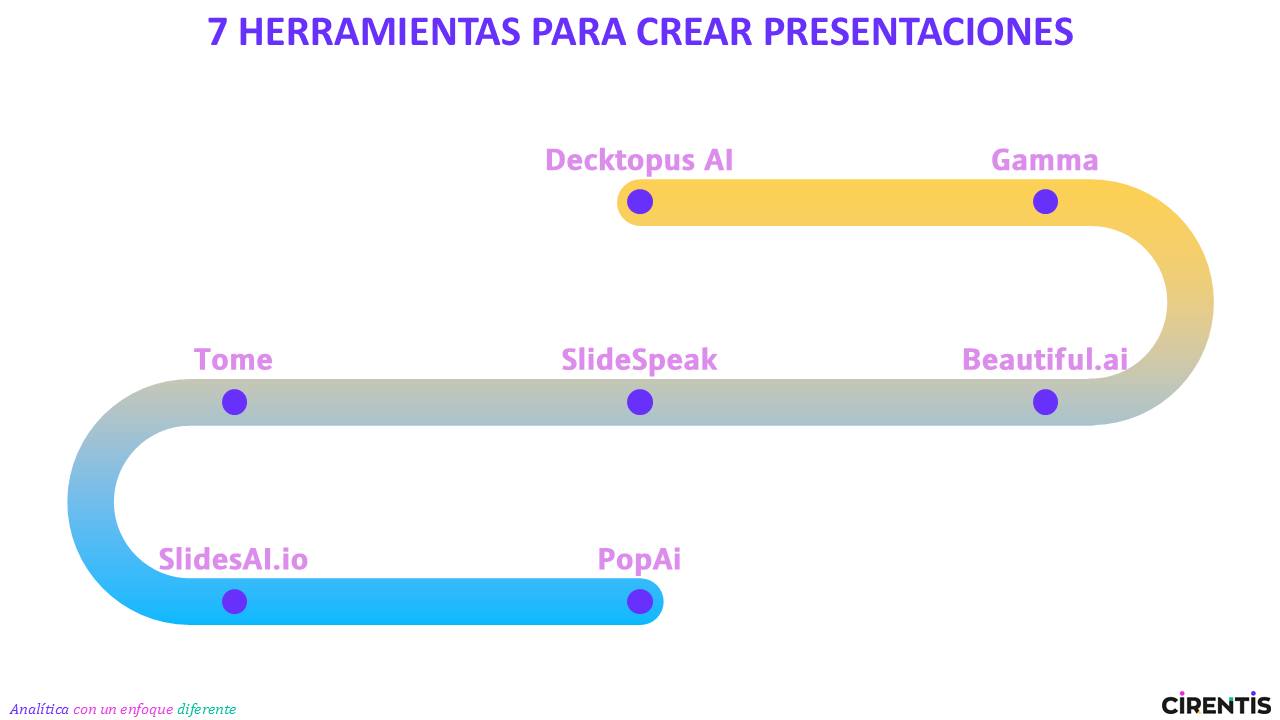 7 HERRAMIENTAS PARA CREAR PRESENTACIONES
Decktopus AI
Gamma
Tome
SlideSpeak
Beautiful.ai
SlidesAI.io
PopAi
Analítica con un enfoque diferente
CIRENTIS